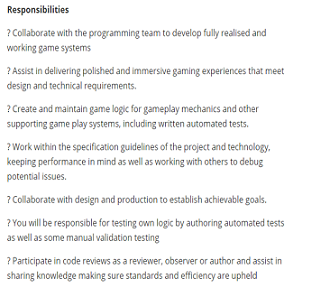 Responsibilities
? Collaborate with the programming team to develop fully realised and
working game systems
? Assist in delivering polished and immersive gaming experiences that meet
design and technical requirements.
? Create and maintain game logic for gameplay mechanics and other
supporting game play systems, including written automated tests.
? Work within the specification guidelines of the project and technology,
keeping performance in mind as well as working with others to debug
potential issues.
? Collaborate with design and production to establish achievable goals.
? You will be responsible for testing own logic by authoring automated tests
as well as some manual validation testing
? Participate in code reviews as a reviewer, observer or author and assist in
sharing knowledge making sure standards and efficiency are upheld